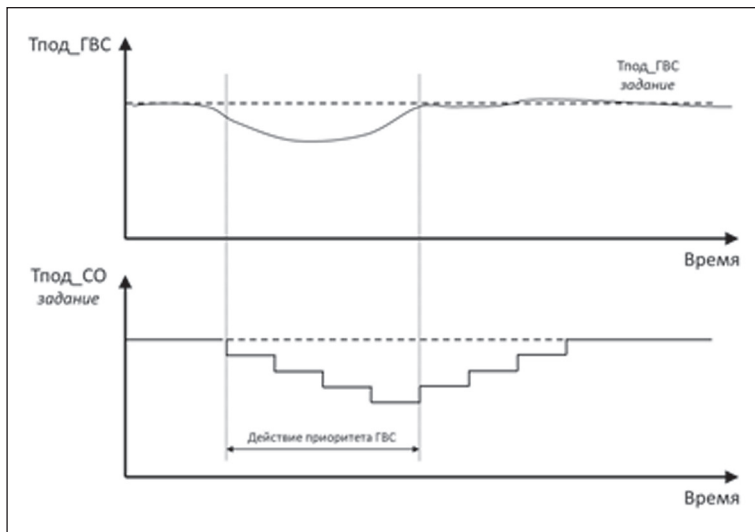 Тпод_ГВС
Тпод_ГВС
задание
Время
Тпод_СО
задание
Действие приоритета ГВС
Время